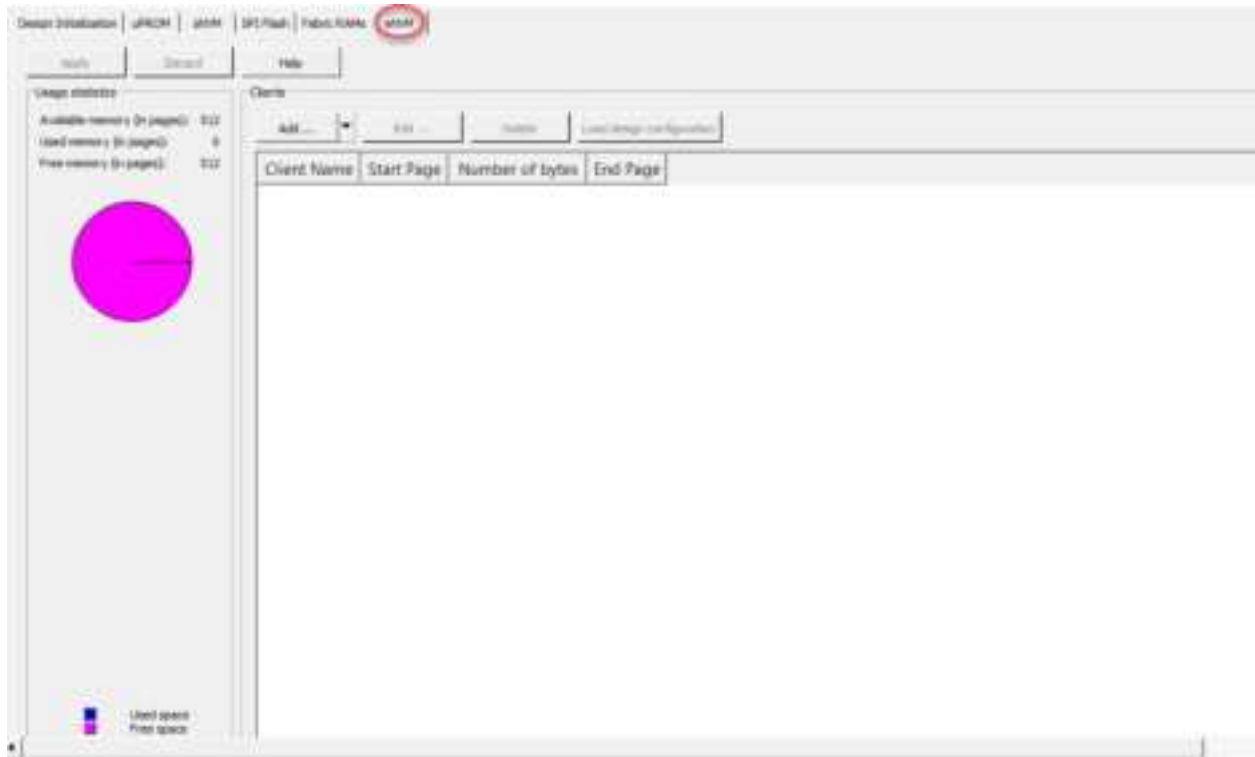 Design Initialization uPROM sNVM SPI Flash Fabric RAMs eNVM
Apply Discard Help
Usage statistics
Clients
Available memory (in pages): 512
Used memory (in pages): 0
Free memory (in pages): 512
Add ... Edit ... Delete Load design configuration
Client Name Start Page Number of bytes End Page
Used space
Free space